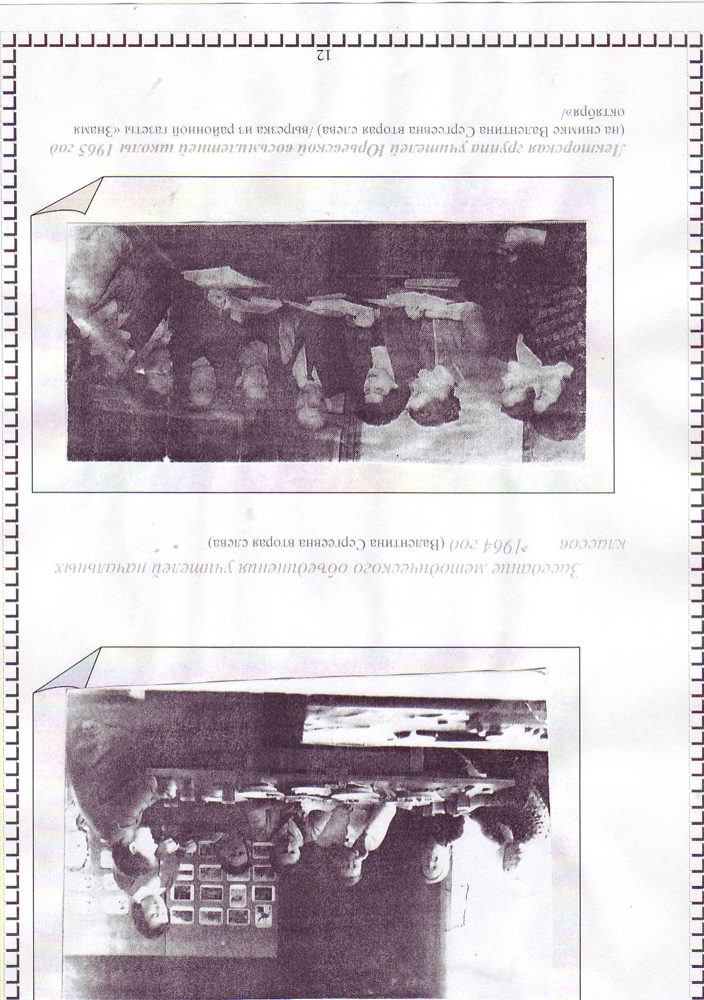 Заседание методического объединения учителей начальных
классов 1964 год (Валентина Сергеевна вторая слева)
Лекторская группа учителей Юрьевской восьмилетней школы 1965 год
(на снимке Валентина Сергеевна вторая слева) /вырезка из районной газеты «Знамя
октября»/
12